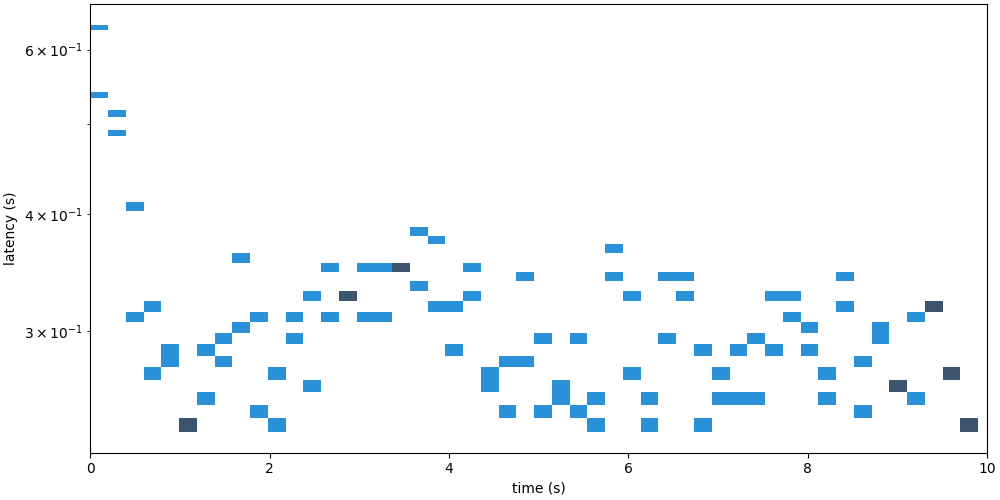 6 × 10⁻¹
4 × 10⁻¹
3 × 10⁻¹
latency (s)
0 2 4 6 8 10
time (s)